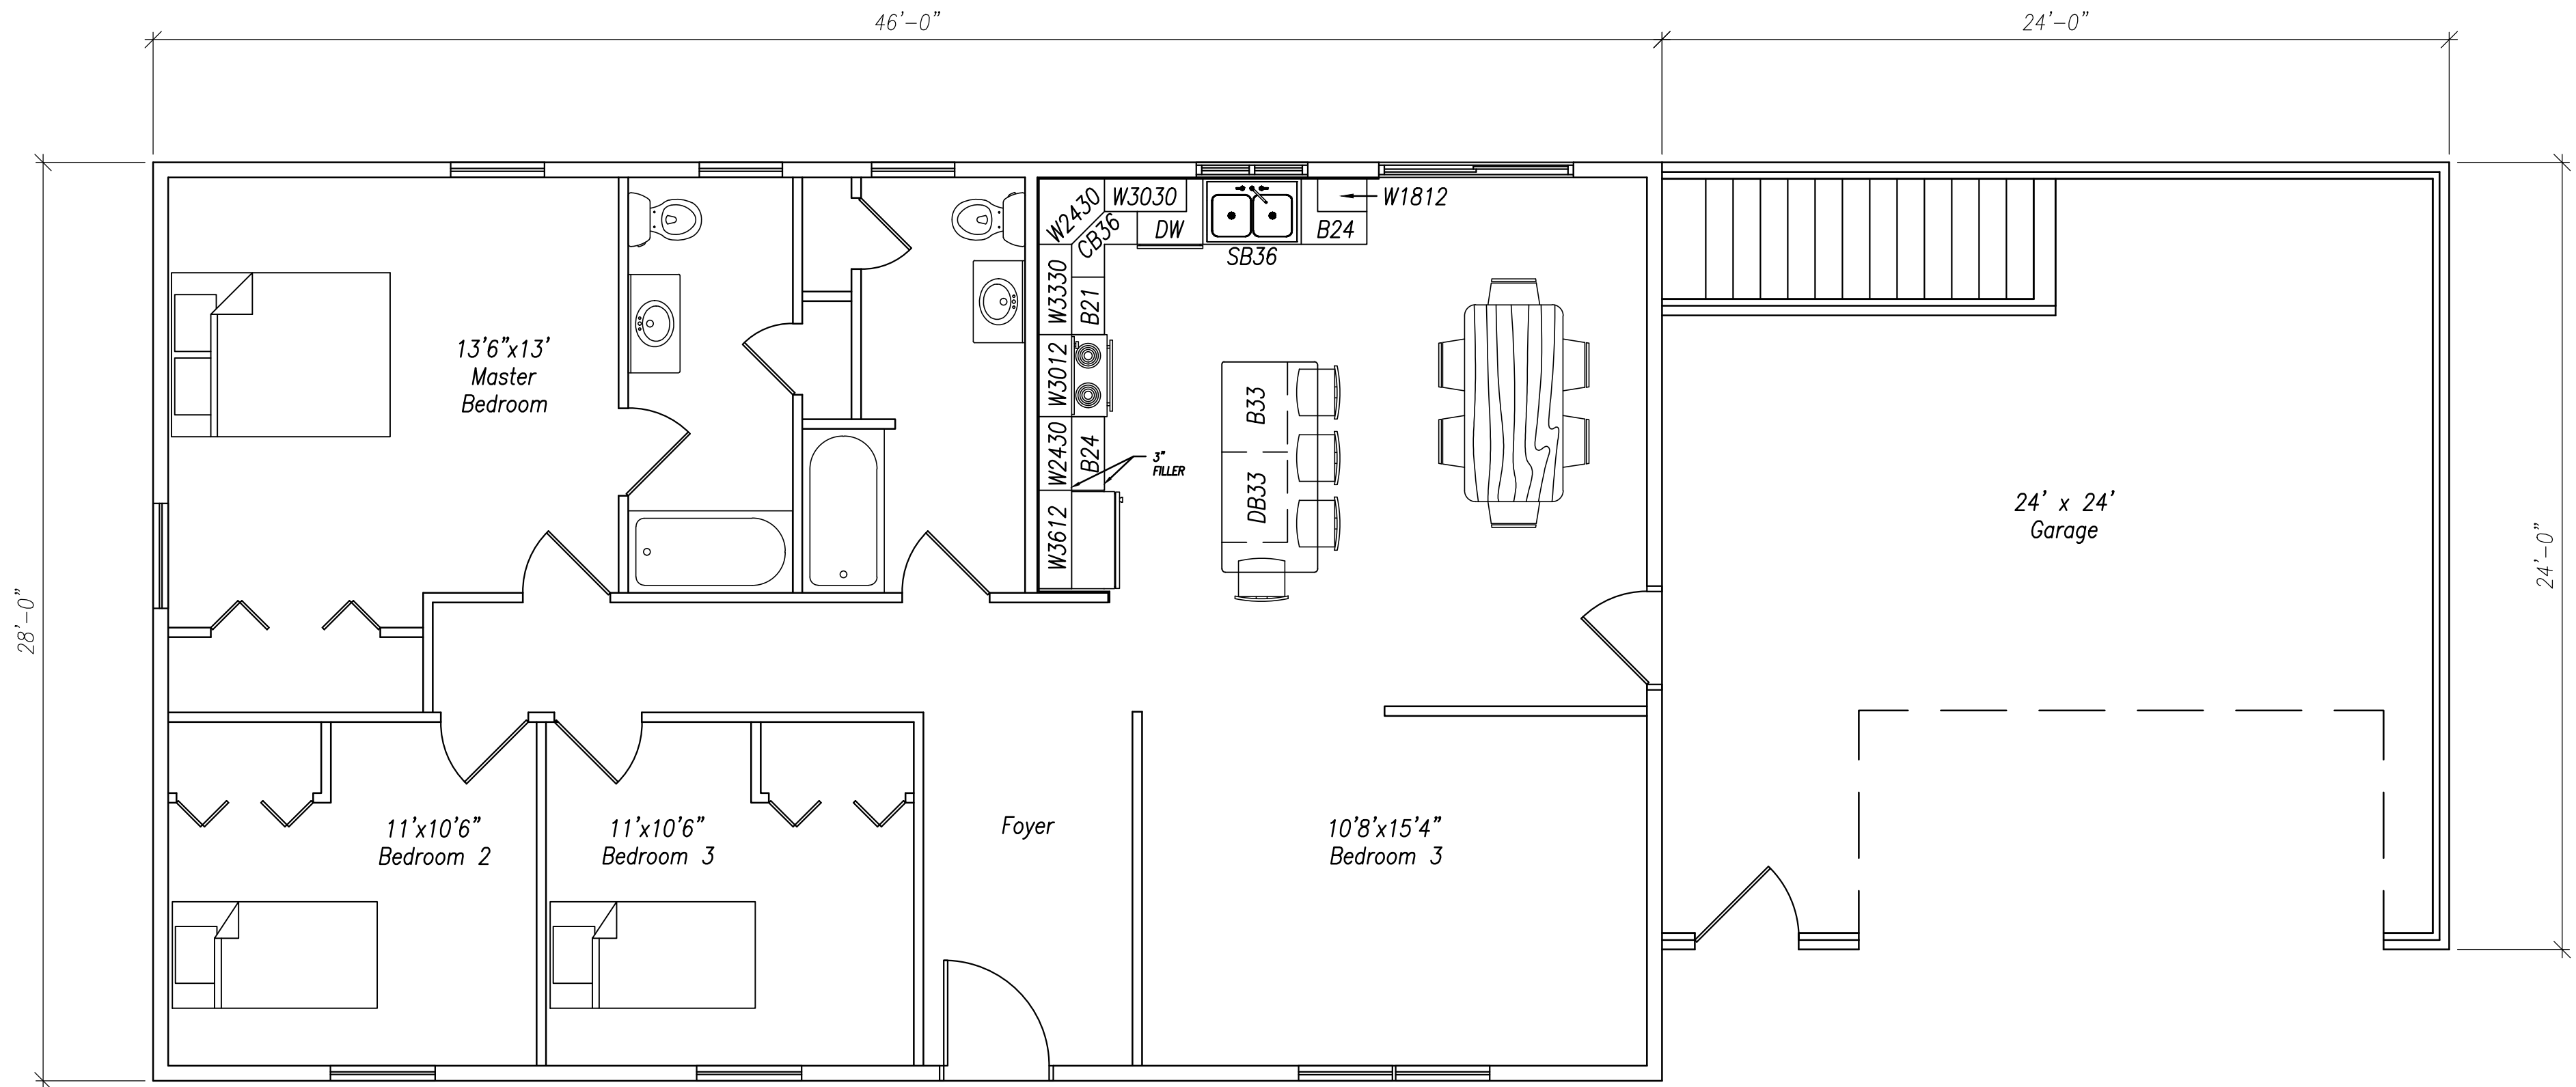 46'-0"
24'-0"
W2430
W3030
CB36
DW
SB36
B24
W1812
W3330
B21
W3012
W2430
B24
3"
FILLER
W3612
B33
DB33
13'6"x13'
Master
Bedroom
24' x 24'
Garage
28'-0"
24'-0"
11'x10'6"
Bedroom 2
11'x10'6"
Bedroom 3
Foyer
10'8'x15'4"
Bedroom 3